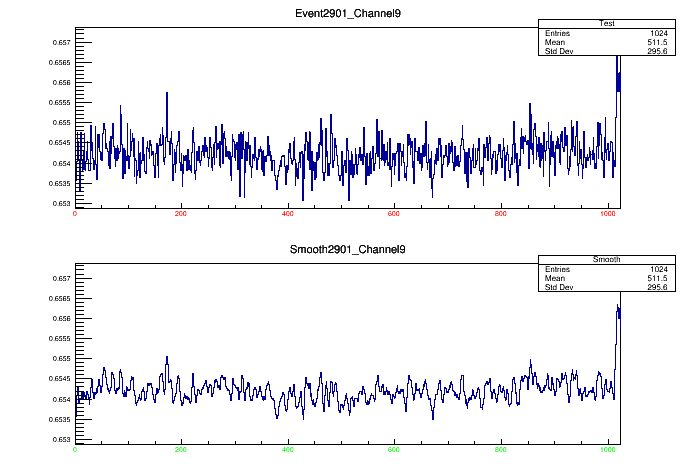 Event2901_Channel9
Test
Entries 1024
Mean 511.5
Std Dev 295.6
0.657
0.6565
0.656
0.6555
0.655
0.6545
0.654
0.6535
0.653
0 200 400 600 800 1000
Smooth2901_Channel9
Smooth
Entries 1024
Mean 511.5
Std Dev 295.6
0.657
0.6565
0.656
0.6555
0.655
0.6545
0.654
0.6535
0.653
0 200 400 600 800 1000